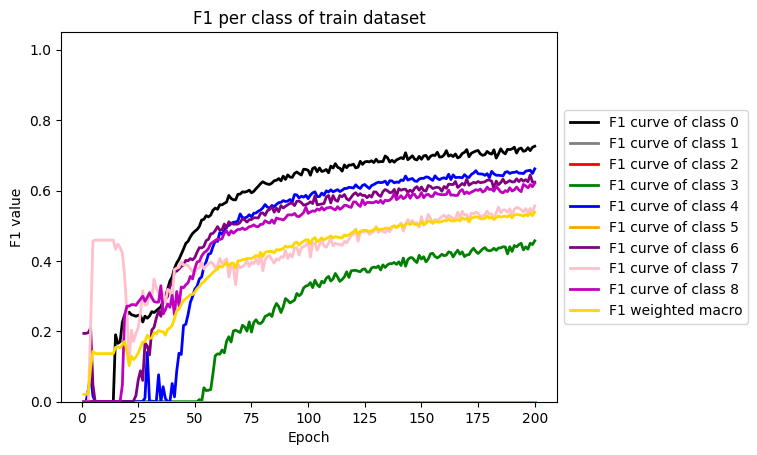 F1 per class of train dataset
1.0
0.8
0.6
0.4
0.2
0.0
F1 value
0
25
50
75
100
125
150
175
200
Epoch
F1 curve of class 0
F1 curve of class 1
F1 curve of class 2
F1 curve of class 3
F1 curve of class 4
F1 curve of class 5
F1 curve of class 6
F1 curve of class 7
F1 curve of class 8
F1 weighted macro